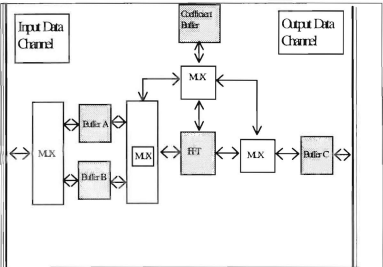 Input Data
Channel
Coefficient
Buffer
Output Data
Channel
MUX
Buffer A
MUX
Buffer B
MUX
FFT
MUX
Buffer C